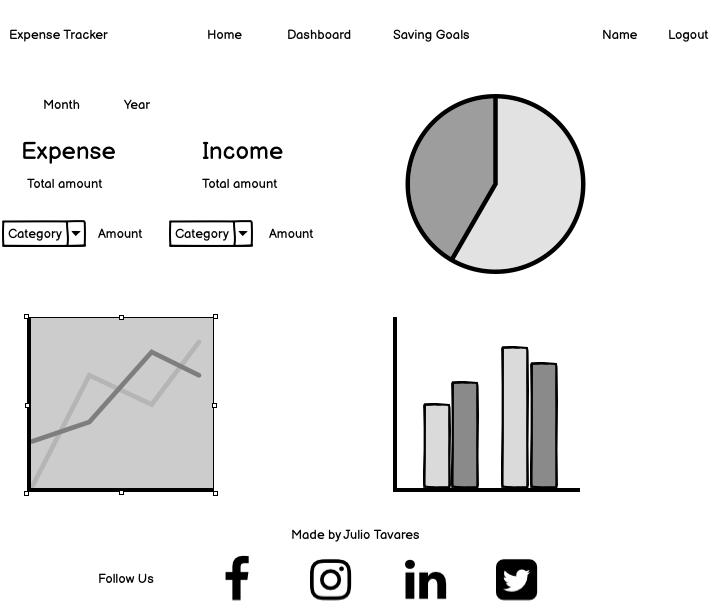 Expense Tracker Home Dashboard Saving Goals Name Logout
Month Year
Expense Income
Total amount Total amount
Category Amount Category Amount
Made by Julio Tavares
Follow Us